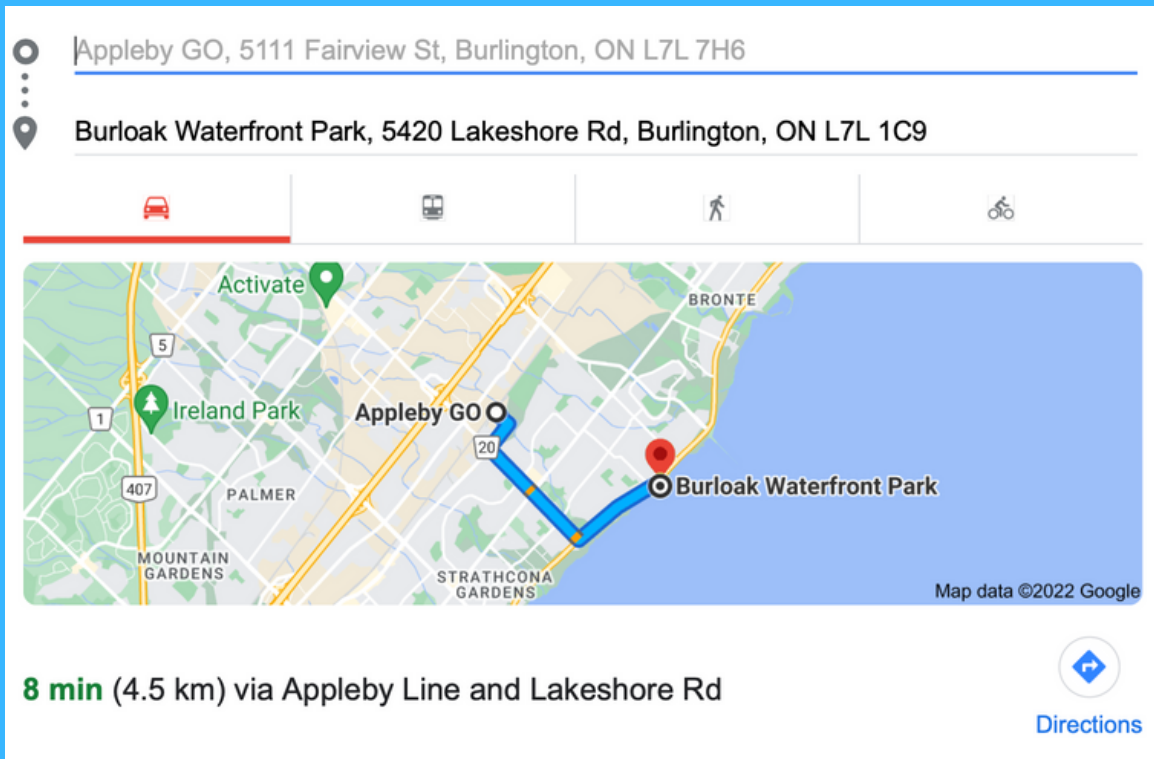 Appleby GO, 5111 Fairview St, Burlington, ON L7L 7H6
Burloak Waterfront Park, 5420 Lakeshore Rd, Burlington, ON L7L 1C9
Activate
BRONTE
5
Ireland Park
1
Appleby GO
20
407
PALMER
Burloak Waterfront Park
MOUNTAIN
GARDENS
STRATHCONA
GARDENS
Map data ©2022 Google
8 min (4.5 km) via Appleby Line and Lakeshore Rd
Directions